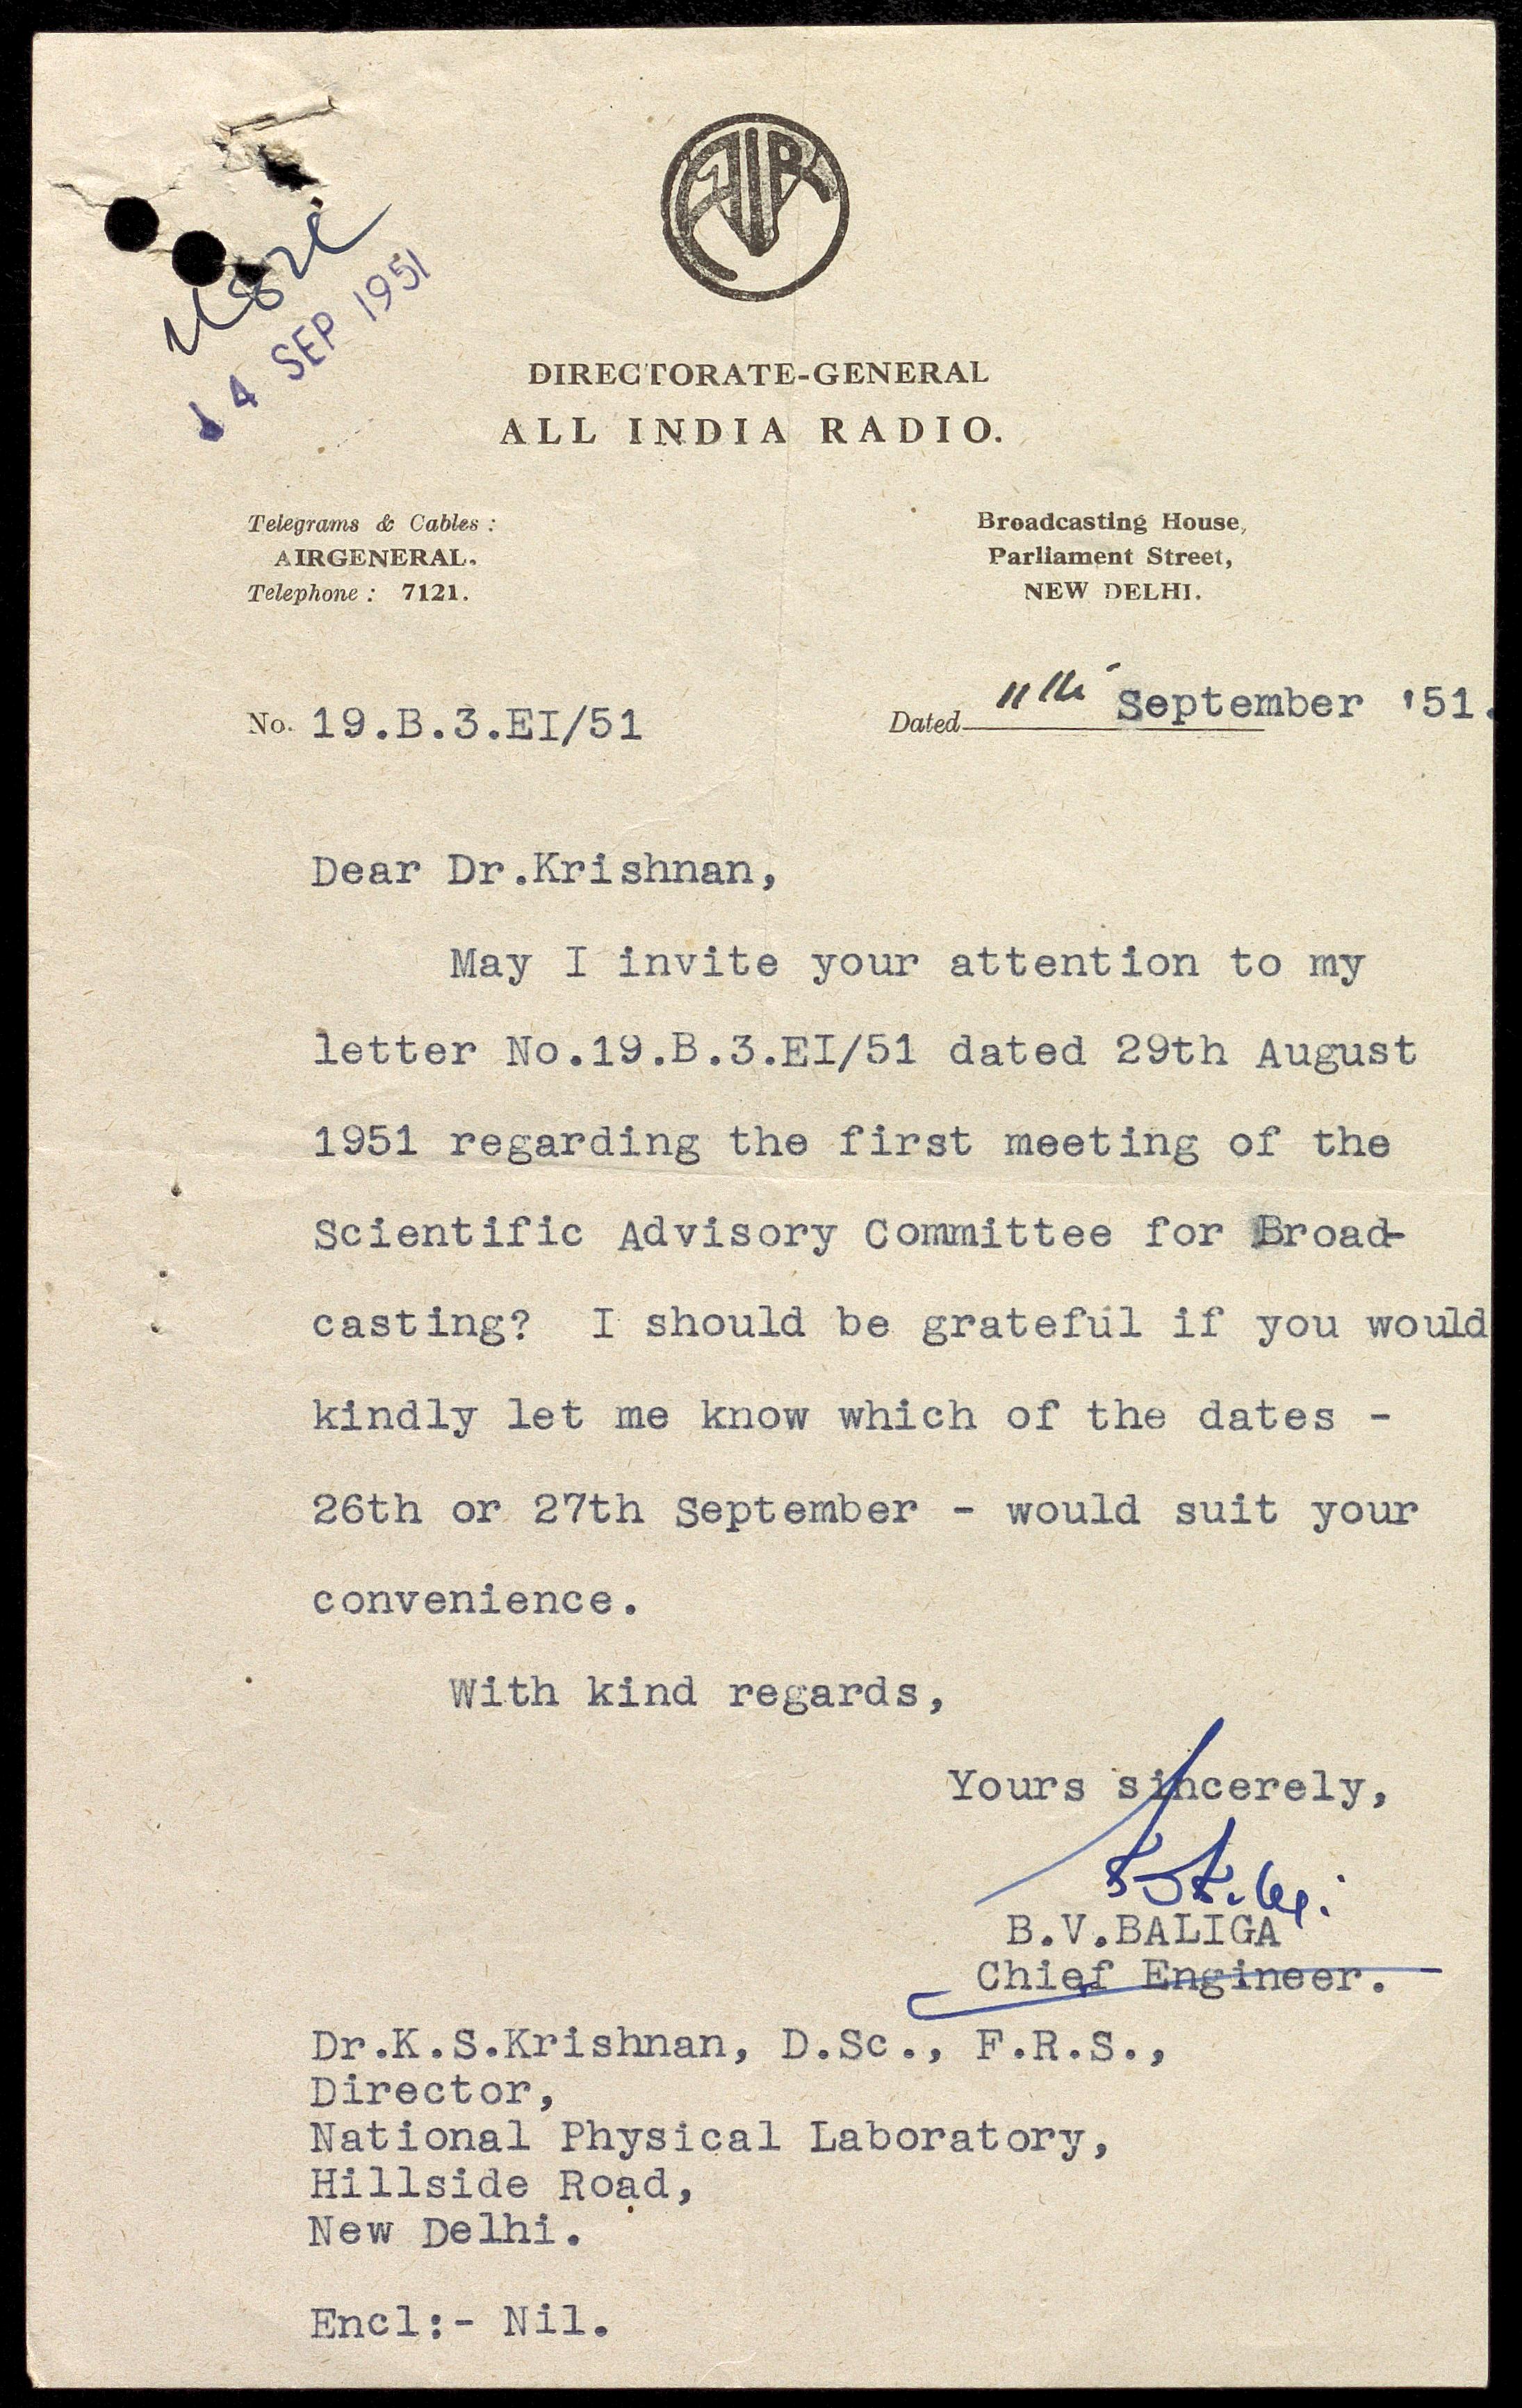 AIR
14 SEP 1951
DIRECTORATE-GENERAL
ALL INDIA RADIO.
Telegrams & Cables :
AIRGENERAL.
Telephone : 7121.
Broadcasting House,
Parliament Street,
NEW DELHI.
No. 19.B.3.EI/51
Dated 11th September '51.
Dear Dr.Krishnan,
May I invite your attention to my
letter No.19.B.3.EI/51 dated 29th August
1951 regarding the first meeting of the
Scientific Advisory Committee for Broad-
casting? I should be grateful if you would
kindly let me know which of the dates -
26th or 27th September - would suit your
convenience.
With kind regards,
Yours sincerely,
B.V.BALIGA
Chief Engineer.
Dr.K.S.Krishnan, D.Sc., F.R.S.,
Director,
National Physical Laboratory,
Hillside Road,
New Delhi.
Encl:- Nil.